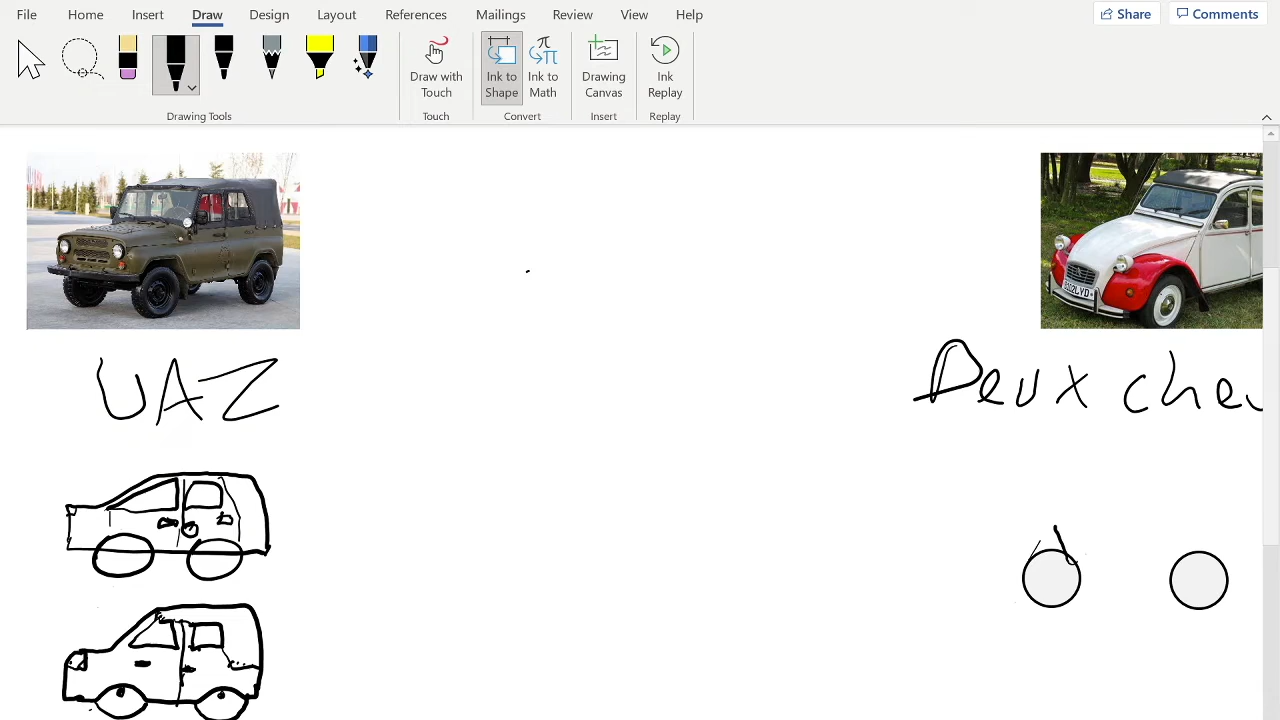 File Home Insert Draw Design Layout References Mailings Review View Help Share Comments
Draw with Touch
Ink to Shape
Ink to Math
Drawing Canvas
Ink Replay
Drawing Tools Touch Convert Insert Replay
UAZ
Deux chev